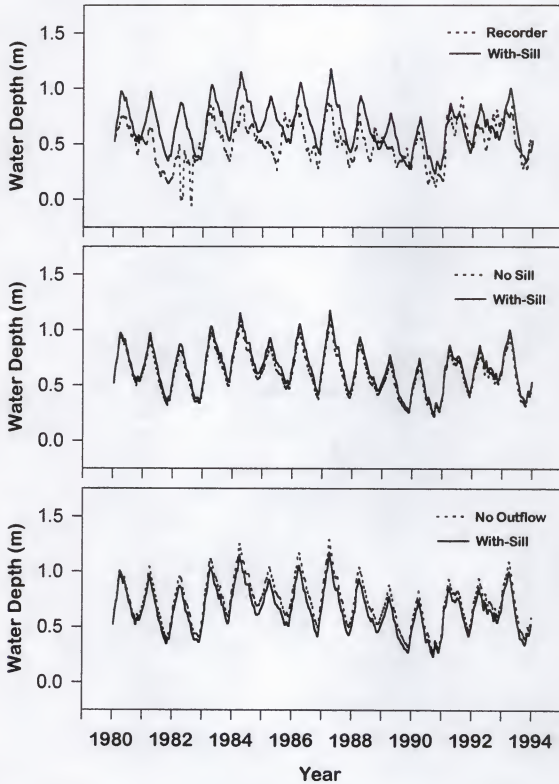 Water Depth (m)
1.5
1.0
0.5
0.0
Recorder
With-Sill
Water Depth (m)
1.5
1.0
0.5
0.0
No Sill
With-Sill
Water Depth (m)
1.5
1.0
0.5
0.0
No Outflow
With-Sill
1980 1982 1984 1986 1988 1990 1992 1994
Year